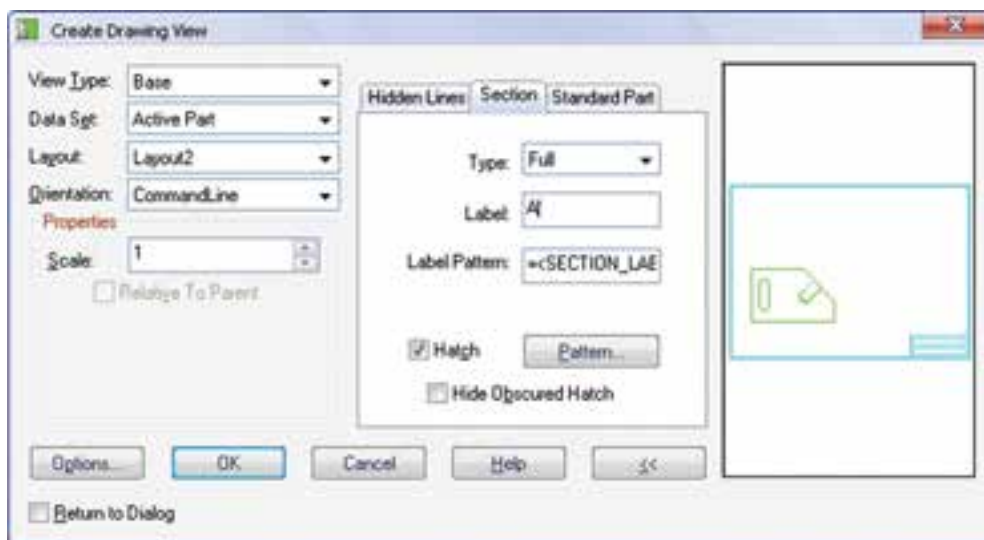 Create Drawing View
View Type: Base
Data Set: Active Part
Layout: Layout2
Orientation: CommandLine
Properties
Scale: 1
Relative To Parent
Hidden Lines Section Standard Part
Type: Full
Label: A
Label Pattern: =<SECTION_LAE
Hatch Pattern...
Hide Obscured Hatch
Options... OK Cancel Help <<
Return to Dialog